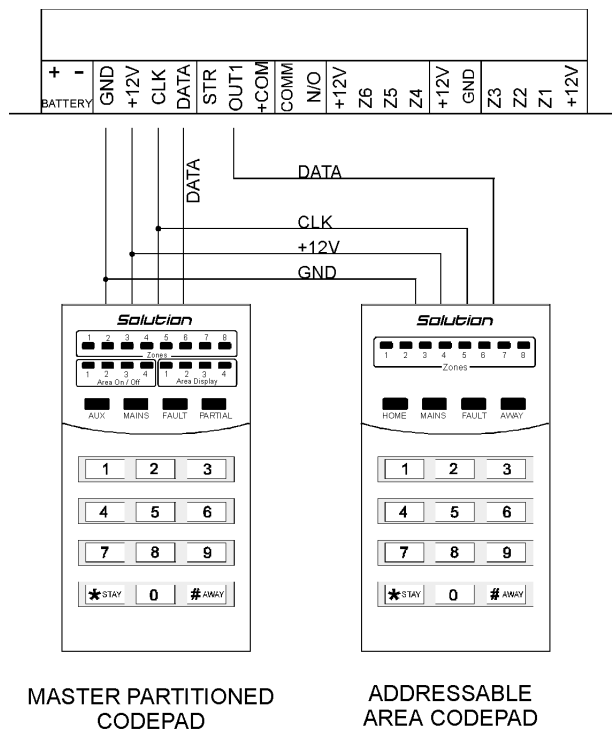 + -
BATTERY
GND
+12V
CLK
DATA
STR
OUT1
+COM
COMM
N/O
+12V
Z6
Z5
Z4
+12V
GND
Z3
Z2
Z1
+12V
DATA
DATA
CLK
+12V
GND
Solution
1 2 3 4 5 6 7 8
Zones
1 2 3 4 1 2 3 4
Area On / Off Area Display
AUX MAINS FAULT PARTIAL
1 2 3
4 5 6
7 8 9
*STAY 0 # AWAY
MASTER PARTITIONED
CODEPAD
Solution
1 2 3 4 5 6 7 8
Zones
HOME MAINS FAULT AWAY
1 2 3
4 5 6
7 8 9
*STAY 0 # AWAY
ADDRESSABLE
AREA CODEPAD